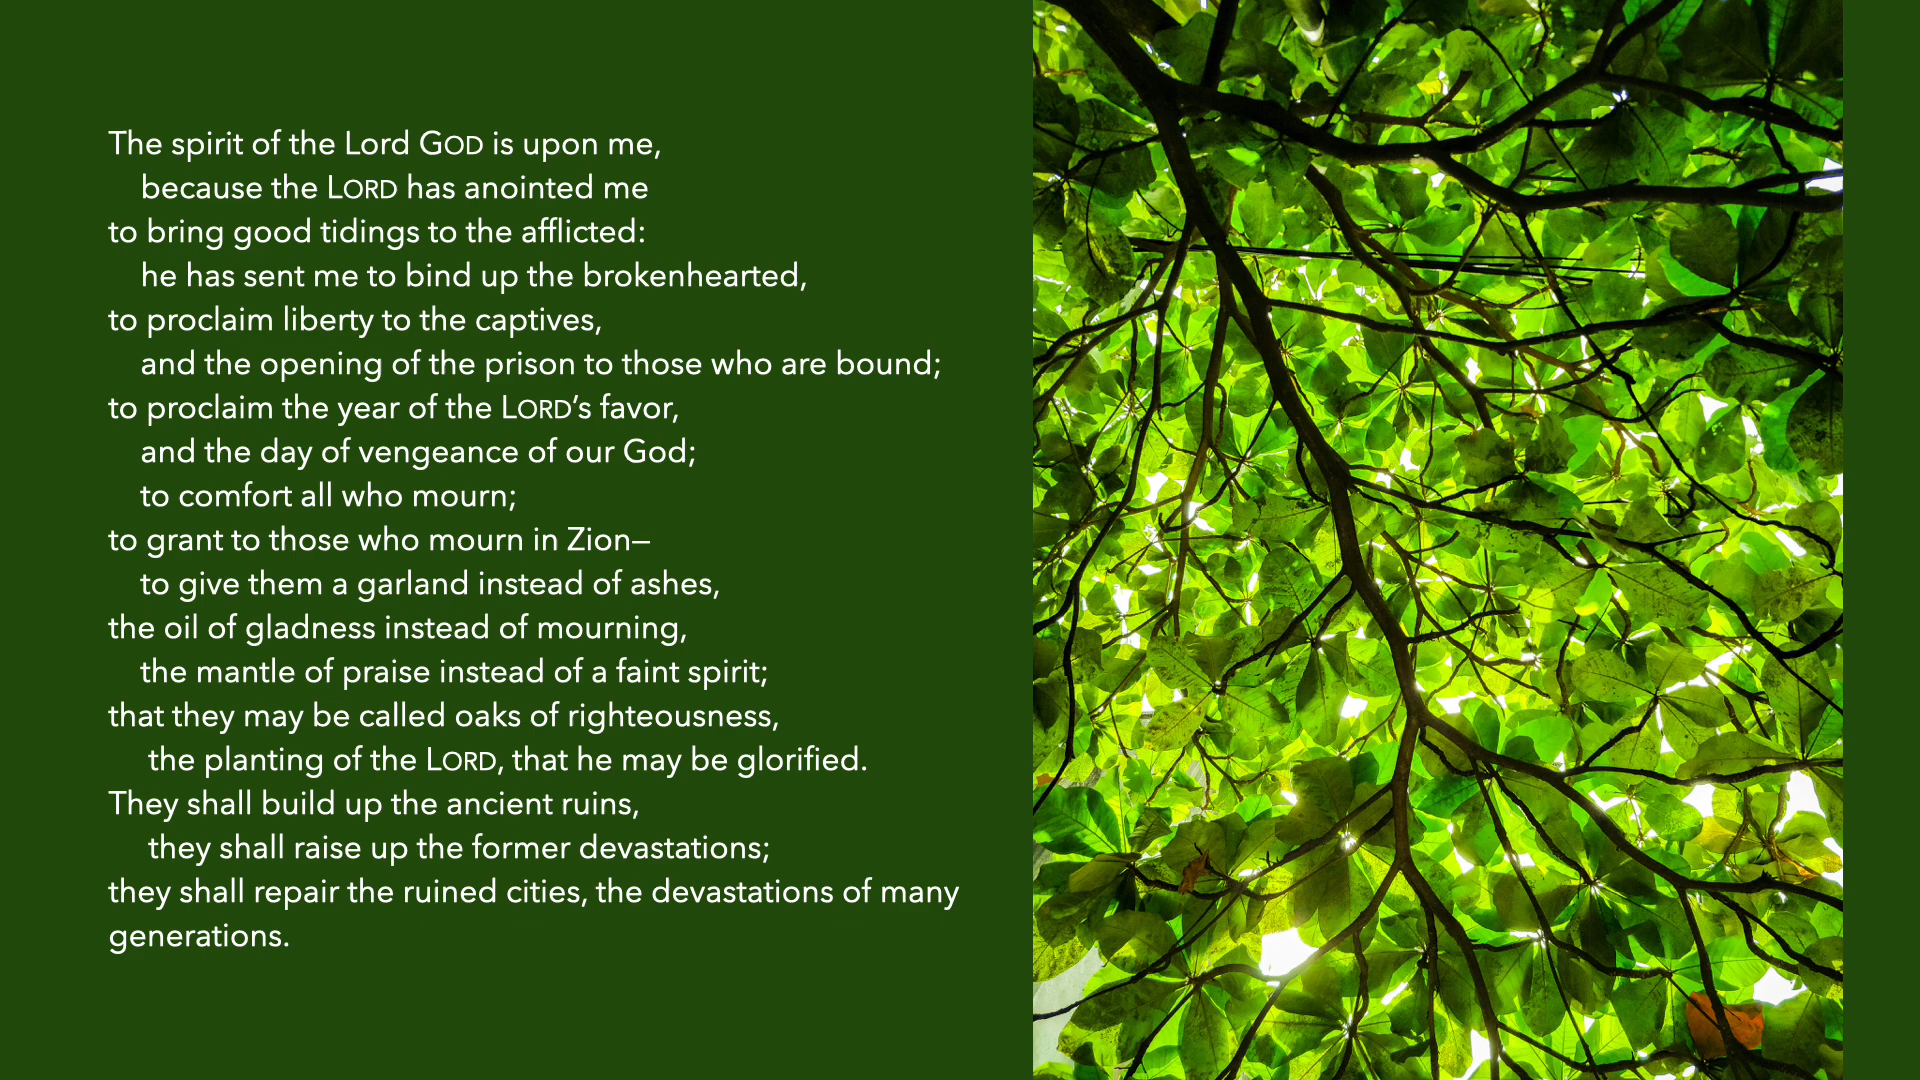 The spirit of the Lord GOD is upon me,
because the LORD has anointed me
to bring good tidings to the afflicted:
he has sent me to bind up the brokenhearted,
to proclaim liberty to the captives,
and the opening of the prison to those who are bound;
to proclaim the year of the LORD’s favor,
and the day of vengeance of our God;
to comfort all who mourn;
to grant to those who mourn in Zion—
to give them a garland instead of ashes,
the oil of gladness instead of mourning,
the mantle of praise instead of a faint spirit;
that they may be called oaks of righteousness,
the planting of the LORD, that he may be glorified.
They shall build up the ancient ruins,
they shall raise up the former devastations;
they shall repair the ruined cities, the devastations of many
generations.